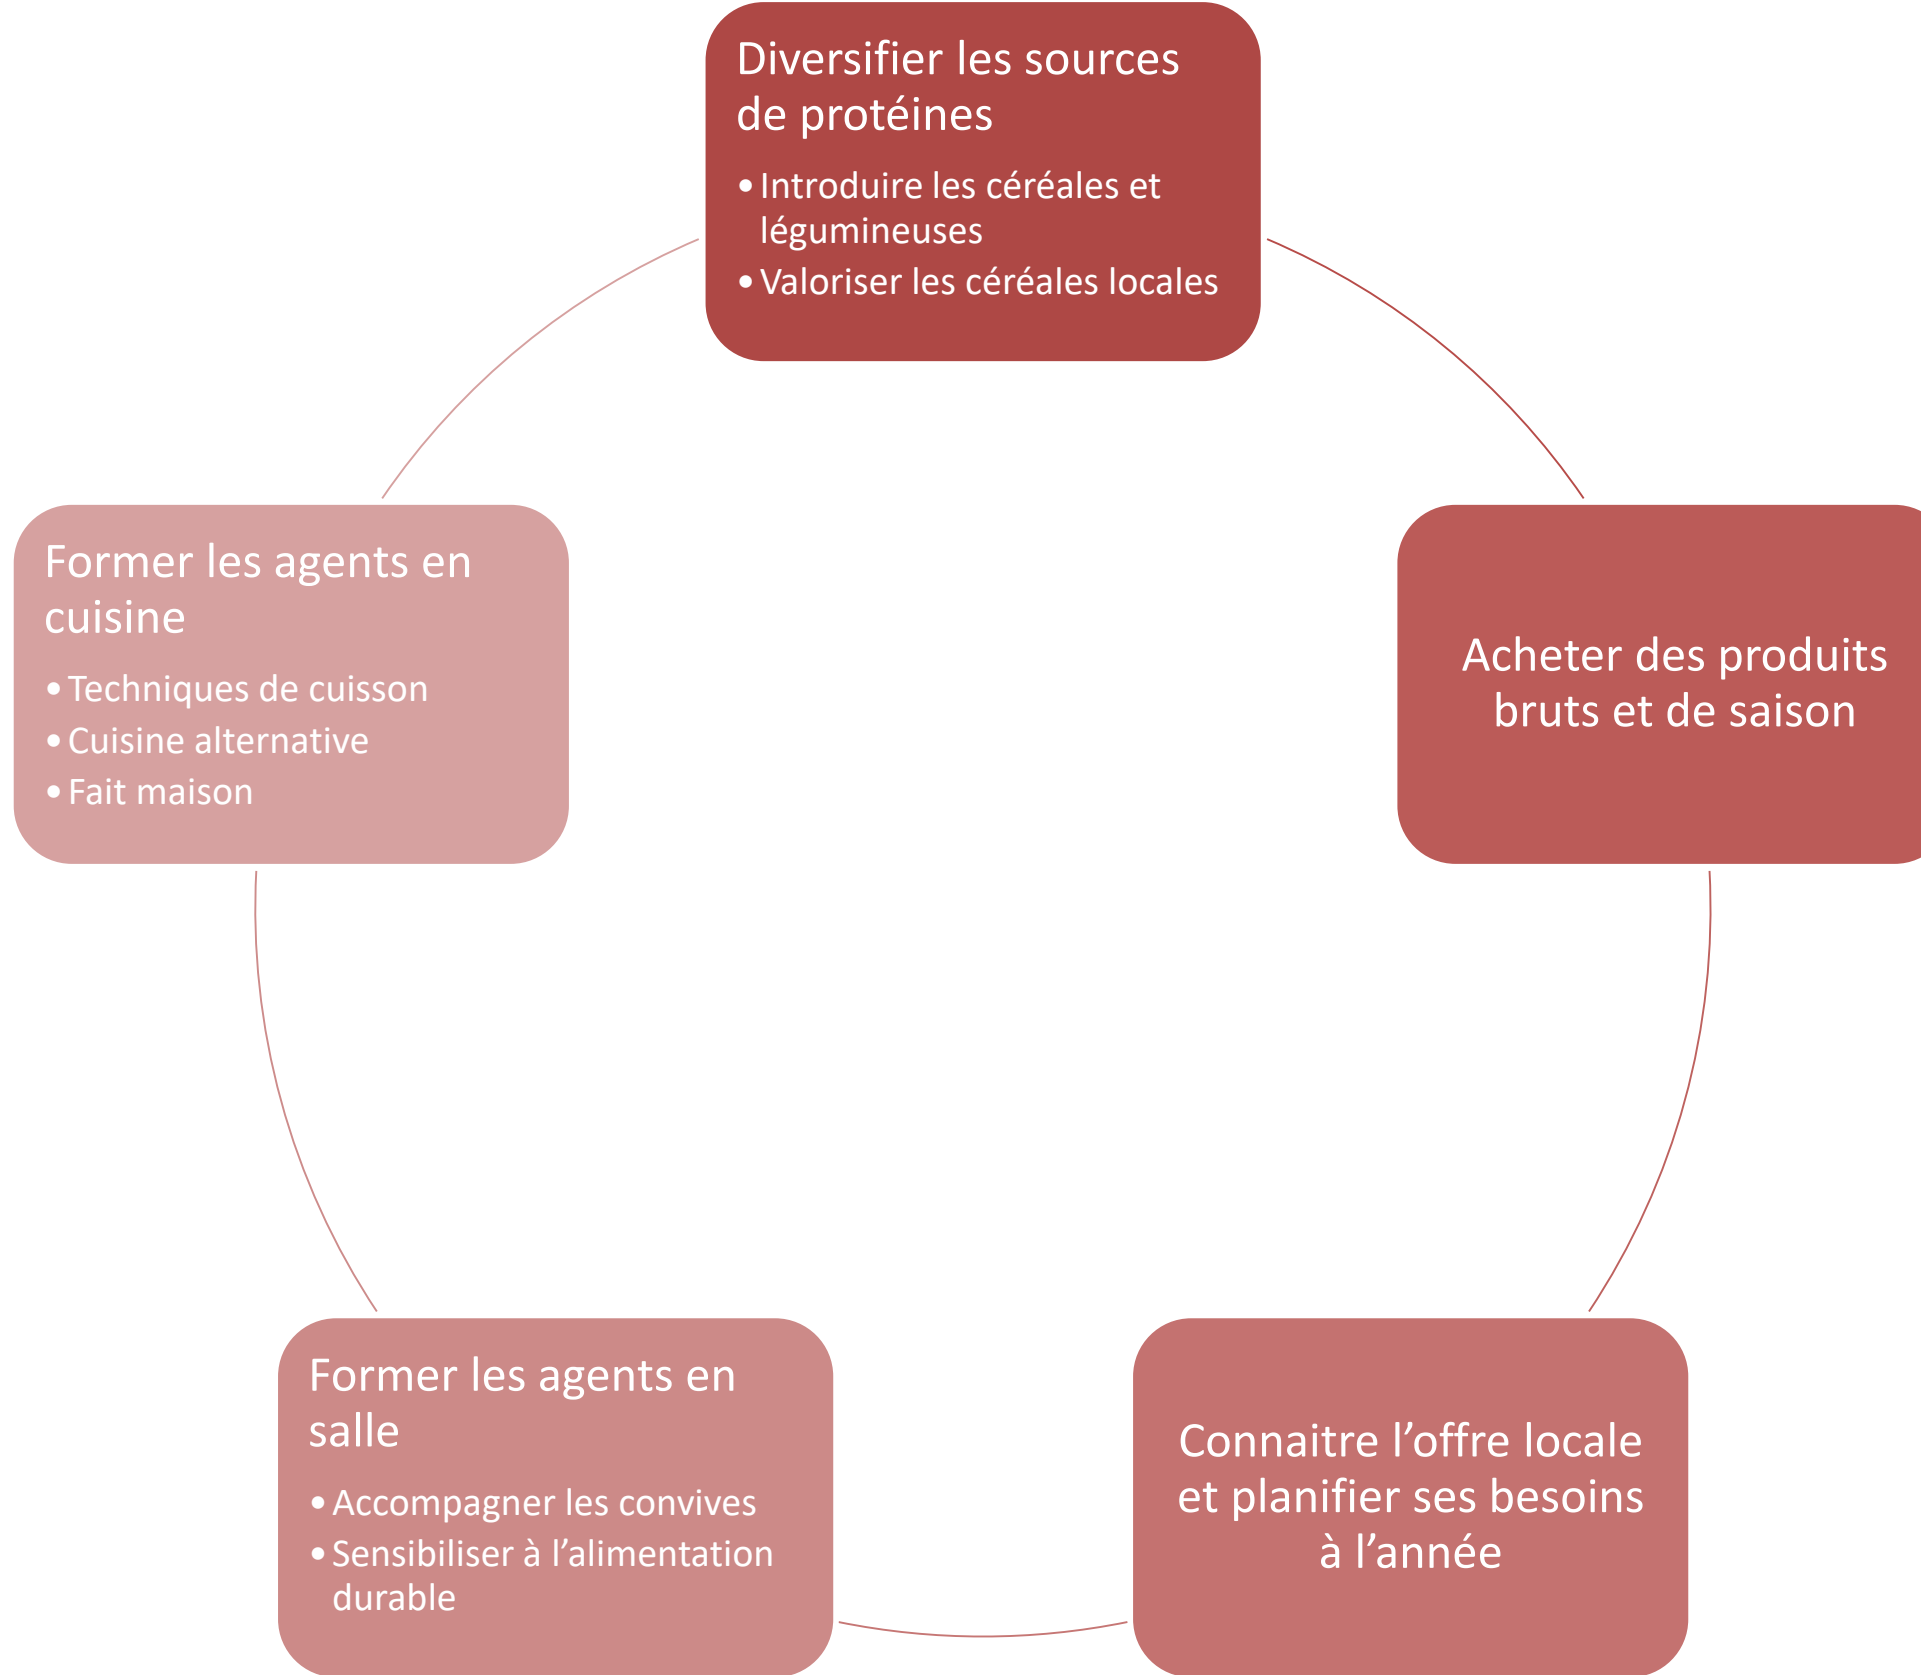 Diversifier les sources
de protéines
• Introduire les céréales et
légumineuses
• Valoriser les céréales locales
Acheter des produits
bruts et de saison
Connaitre l’offre locale
et planifier ses besoins
à l’année
Former les agents en
salle
• Accompagner les convives
• Sensibiliser à l’alimentation
durable
Former les agents en
cuisine
• Techniques de cuisson
• Cuisine alternative
• Fait maison